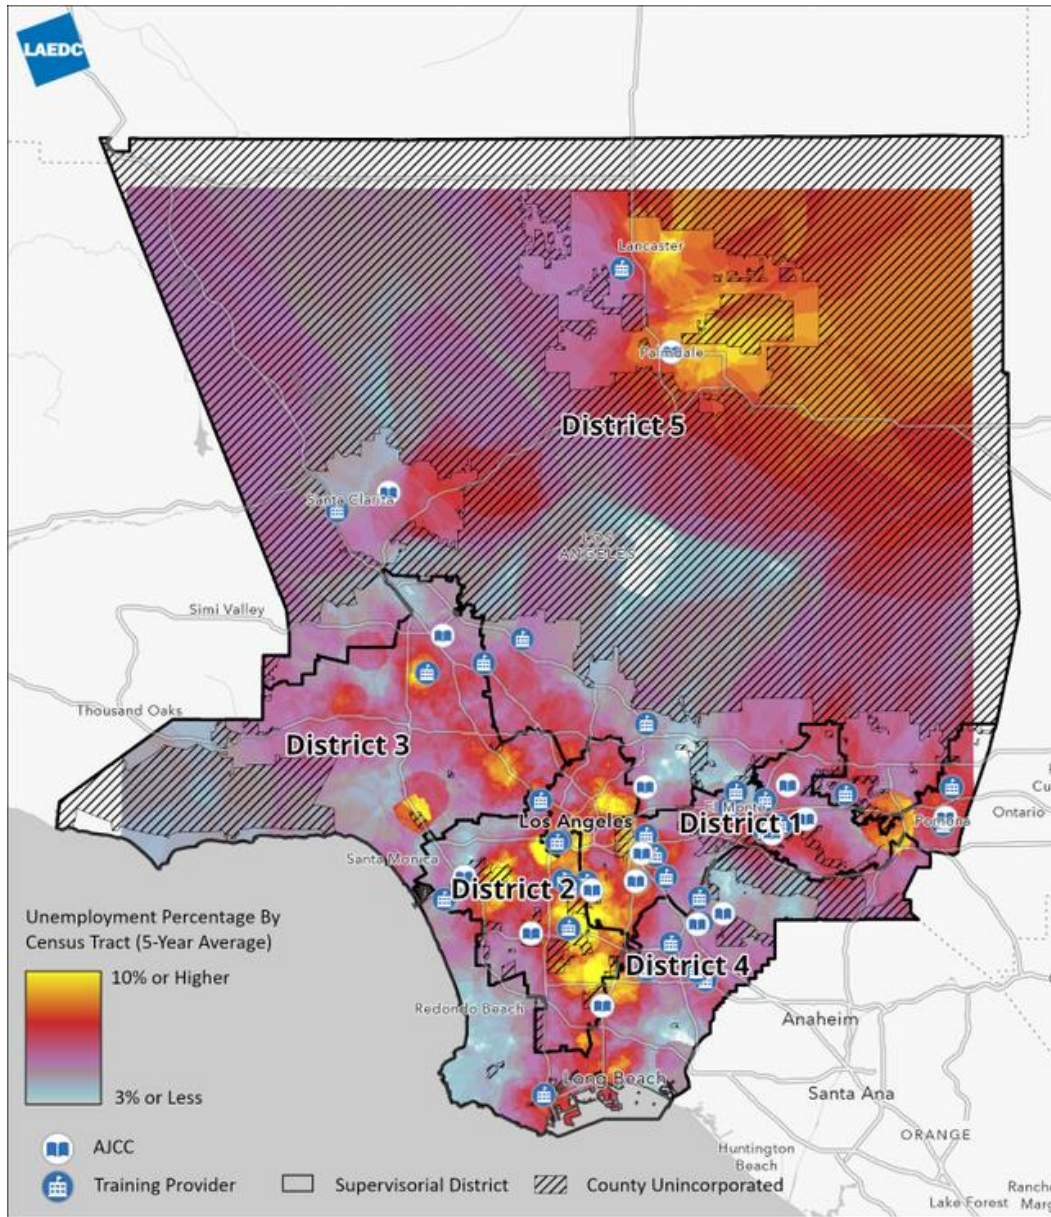 LAEDC
Lancaster
Palmdale
District 5
Santa Clarita
LOS
ANGELES
Simi Valley
Thousand Oaks
District 3
El Monte
Ontario
Los Angeles
District 1
Pomona
Santa Monica
District 2
District 4
Redondo Beach
Anaheim
Long Beach
Santa Ana
ORANGE
Huntington
Beach
Lake Forest
Unemployment Percentage By
Census Tract (5-Year Average)
10% or Higher
3% or Less
AJCC
Training Provider
Supervisorial District
County Unincorporated